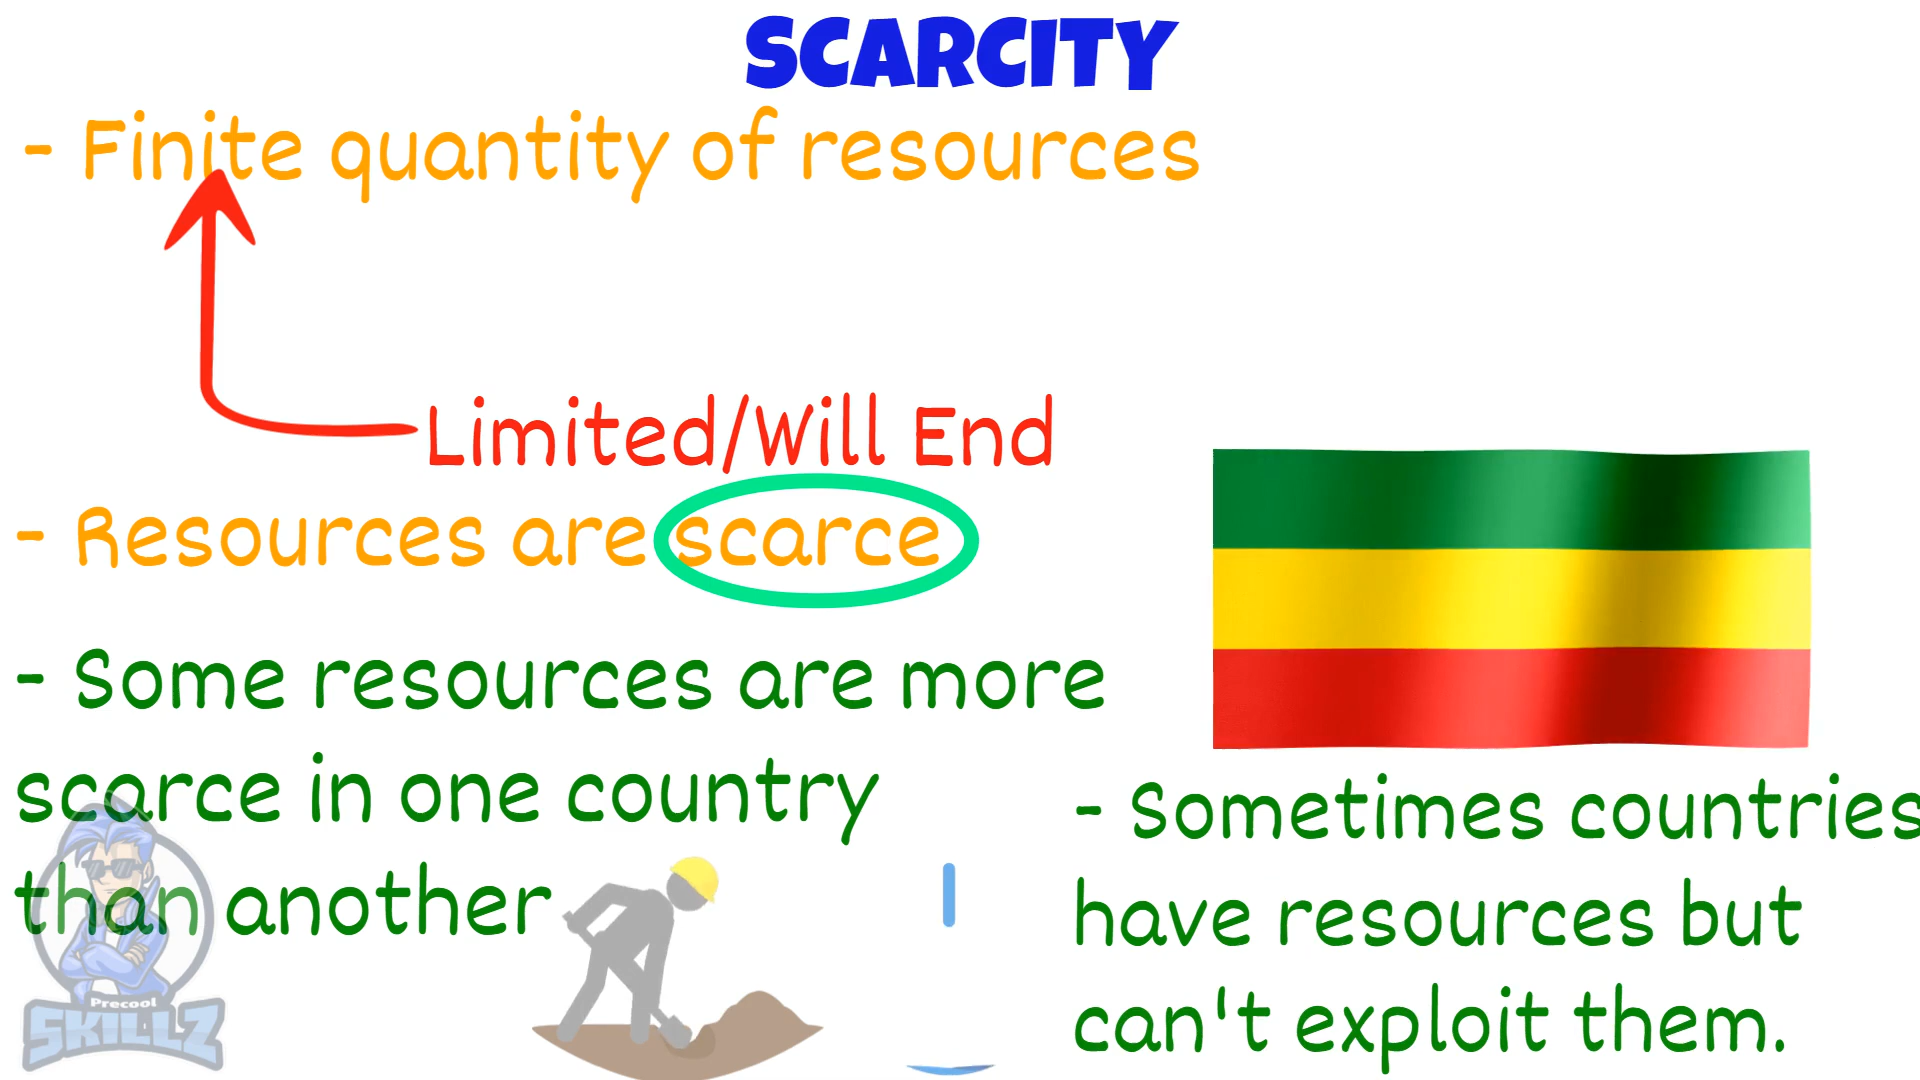 SCARCITY
- Finite quantity of resources
Limited/Will End
- Resources are scarce
- Some resources are more
scarce in one country
than another
- Sometimes countries
have resources but
can't exploit them.
Precool
SKILLZ